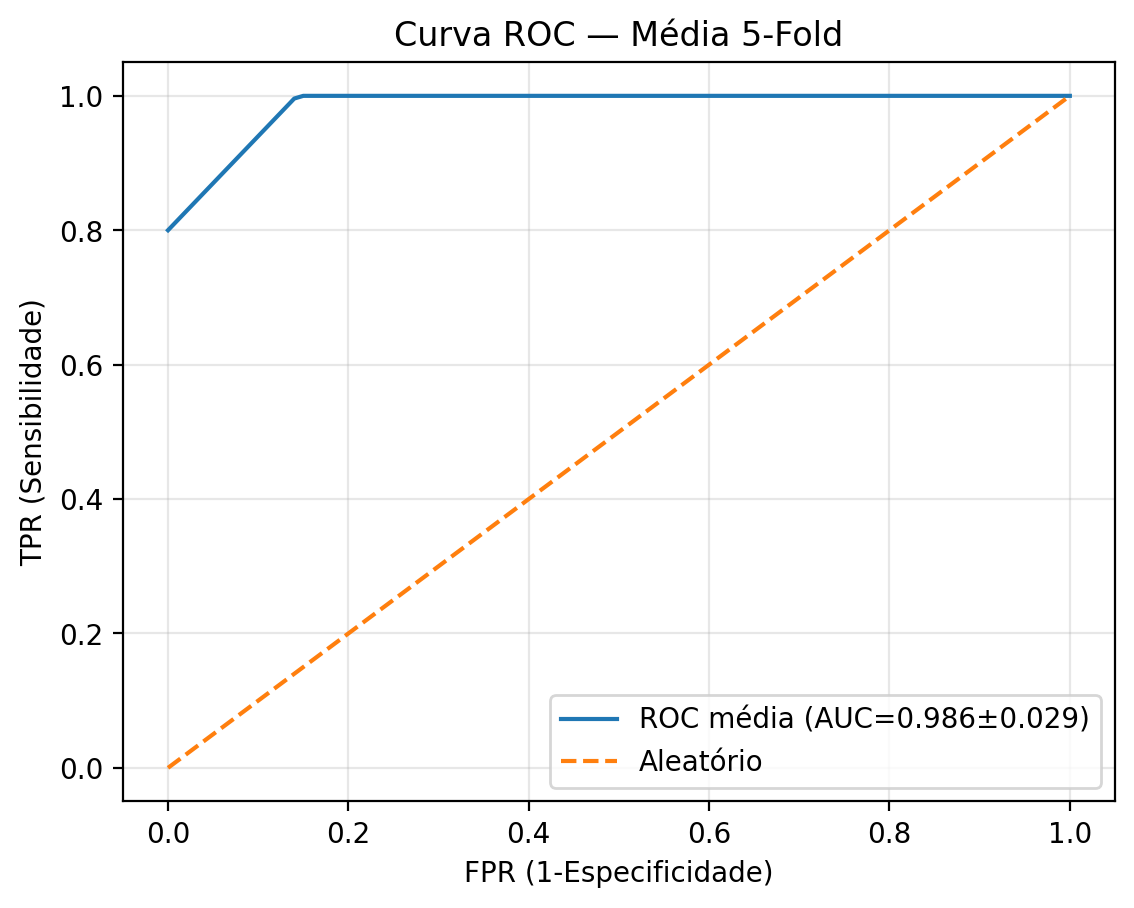 Curva ROC — Média 5-Fold
TPR (Sensibilidade)
1.0
0.8
0.6
0.4
0.2
0.0
ROC média (AUC=0.986±0.029)
Aleatório
0.0 0.2 0.4 0.6 0.8 1.0
FPR (1-Especificidade)